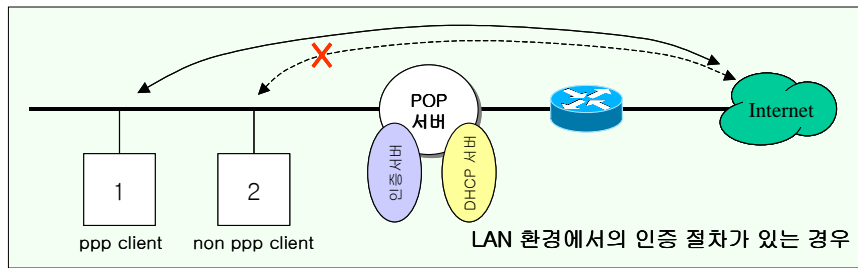 POP
서버
Internet
인증서버
DHCP 서버
1
2
ppp client
non ppp client
LAN 환경에서의 인증 절차가 있는 경우